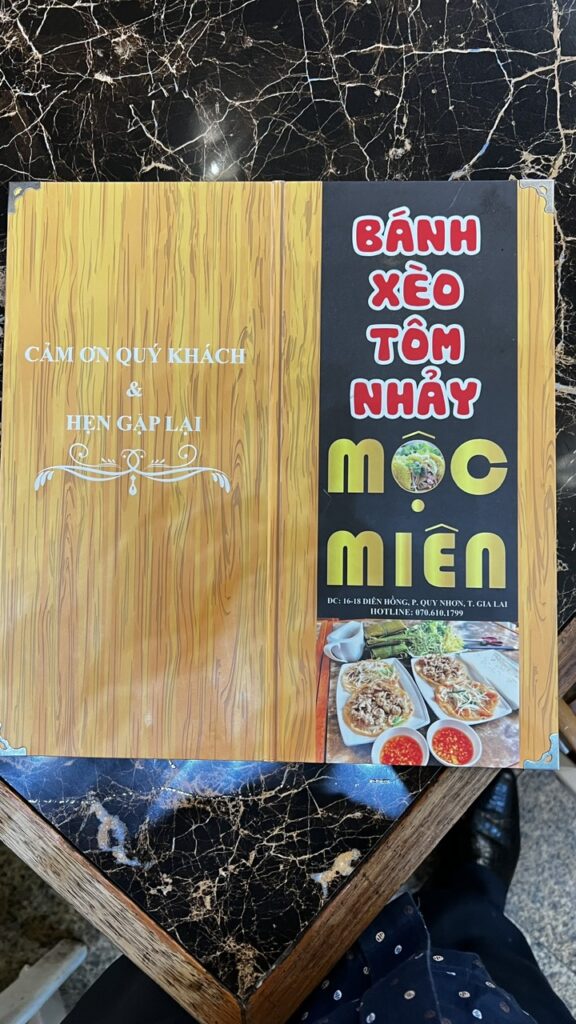 CẢM ƠN QUÝ KHÁCH
&
HẸN GẶP LẠI
BÁNH
XÈO
TÔM
NHẢY
MỘC
MIÊN
ĐC: 16-18 DIÊN HỒNG, P. QUY NHƠN, T. GIA LAI
HOTLINE: 070.610.1799